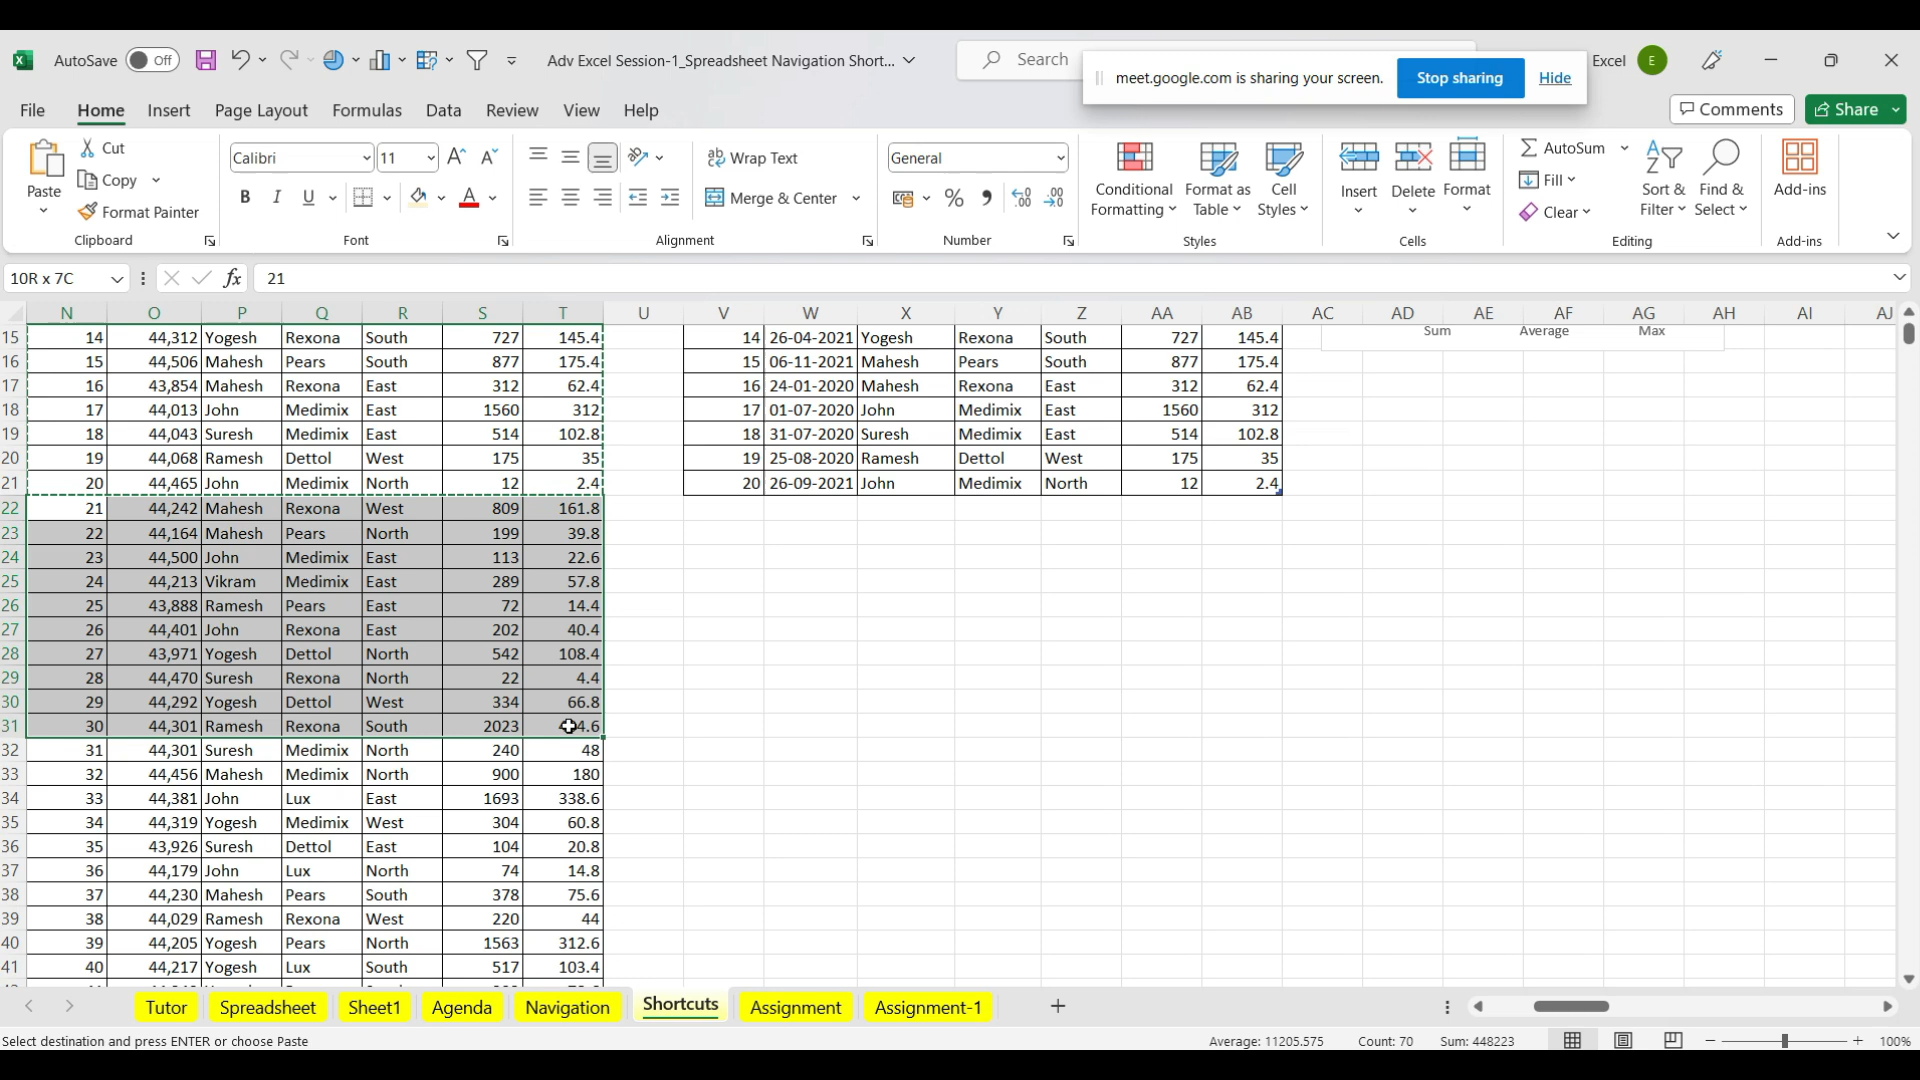 AutoSave Off Adv Excel Session-1_Spreadsheet Navigation Short... Search Excel E
meet.google.com is sharing your screen. Stop sharing Hide
File Home Insert Page Layout Formulas Data Review View Help Comments Share
Paste
Cut
Copy
Format Painter
Clipboard
Calibri 11
B I U
Font
Wrap Text
Merge & Center
Alignment
General
Number
Conditional Formatting
Format as Table
Cell Styles
Styles
Insert Delete Format
Cells
AutoSum
Fill
Clear
Sort & Filter
Find & Select
Editing
Add-ins
Add-ins
10R x 7C fx 21
N O P Q R S T U V W X Y Z AA AB AC AD AE AF AG AH AI AJ
15 14 44,312 Yogesh Rexona South 727 145.4 14 26-04-2021 Yogesh Rexona South 727 145.4 Sum Average Max
16 15 44,506 Mahesh Pears South 877 175.4 15 06-11-2021 Mahesh Pears South 877 175.4
17 16 43,854 Mahesh Rexona East 312 62.4 16 24-01-2020 Mahesh Rexona East 312 62.4
18 17 44,013 John Medimix East 1560 312 17 01-07-2020 John Medimix East 1560 312
19 18 44,043 Suresh Medimix East 514 102.8 18 31-07-2020 Suresh Medimix East 514 102.8
20 19 44,068 Ramesh Dettol West 175 35 19 25-08-2020 Ramesh Dettol West 175 35
21 20 44,465 John Medimix North 12 2.4 20 26-09-2021 John Medimix North 12 2.4
22 21 44,242 Mahesh Rexona West 809 161.8
23 22 44,164 Mahesh Pears North 199 39.8
24 23 44,500 John Medimix East 113 22.6
25 24 44,213 Vikram Medimix East 289 57.8
26 25 43,888 Ramesh Pears East 72 14.4
27 26 44,401 John Rexona East 202 40.4
28 27 43,971 Yogesh Dettol North 542 108.4
29 28 44,470 Suresh Rexona North 22 4.4
30 29 44,292 Yogesh Dettol West 334 66.8
31 30 44,301 Ramesh Rexona South 2023
32 31 44,301 Suresh Medimix North 240 48
33 32 44,456 Mahesh Medimix North 900 180
34 33 44,381 John Lux East 1693 338.6
35 34 44,319 Yogesh Medimix West 304 60.8
36 35 43,926 Suresh Dettol East 104 20.8
37 36 44,179 John Lux North 74 14.8
38 37 44,230 Mahesh Pears South 378 75.6
39 38 44,029 Ramesh Rexona West 220 44
40 39 44,205 Yogesh Pears North 1563 312.6
41 40 44,217 Yogesh Lux South 517 103.4
Tutor Spreadsheet Sheet1 Agenda Navigation Shortcuts Assignment Assignment-1
Select destination and press ENTER or choose Paste Average: 11205.575 Count: 70 Sum: 448223 100%